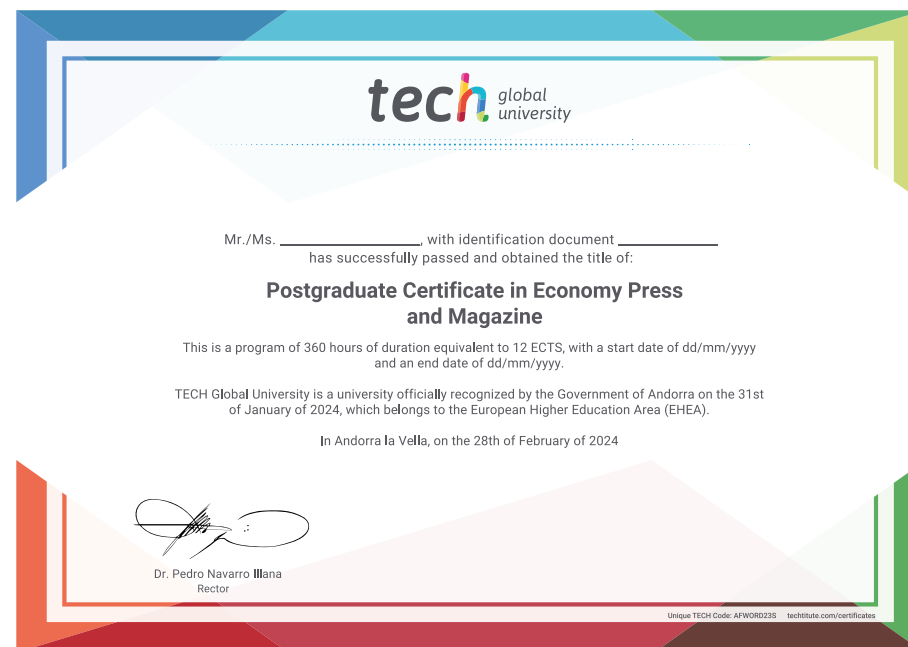 tech global university
Mr./Ms. ____________, with identification document ____________
has successfully passed and obtained the title of:
Postgraduate Certificate in Economy Press
and Magazine
This is a program of 360 hours of duration equivalent to 12 ECTS, with a start date of dd/mm/yyyy
and an end date of dd/mm/yyyy.
TECH Global University is a university officially recognized by the Government of Andorra on the 31st
of January of 2024, which belongs to the European Higher Education Area (EHEA).
In Andorra la Vella, on the 28th of February of 2024
Dr. Pedro Navarro Illana
Rector
Unique TECH Code: AFWORD23S techtitute.com/certificates